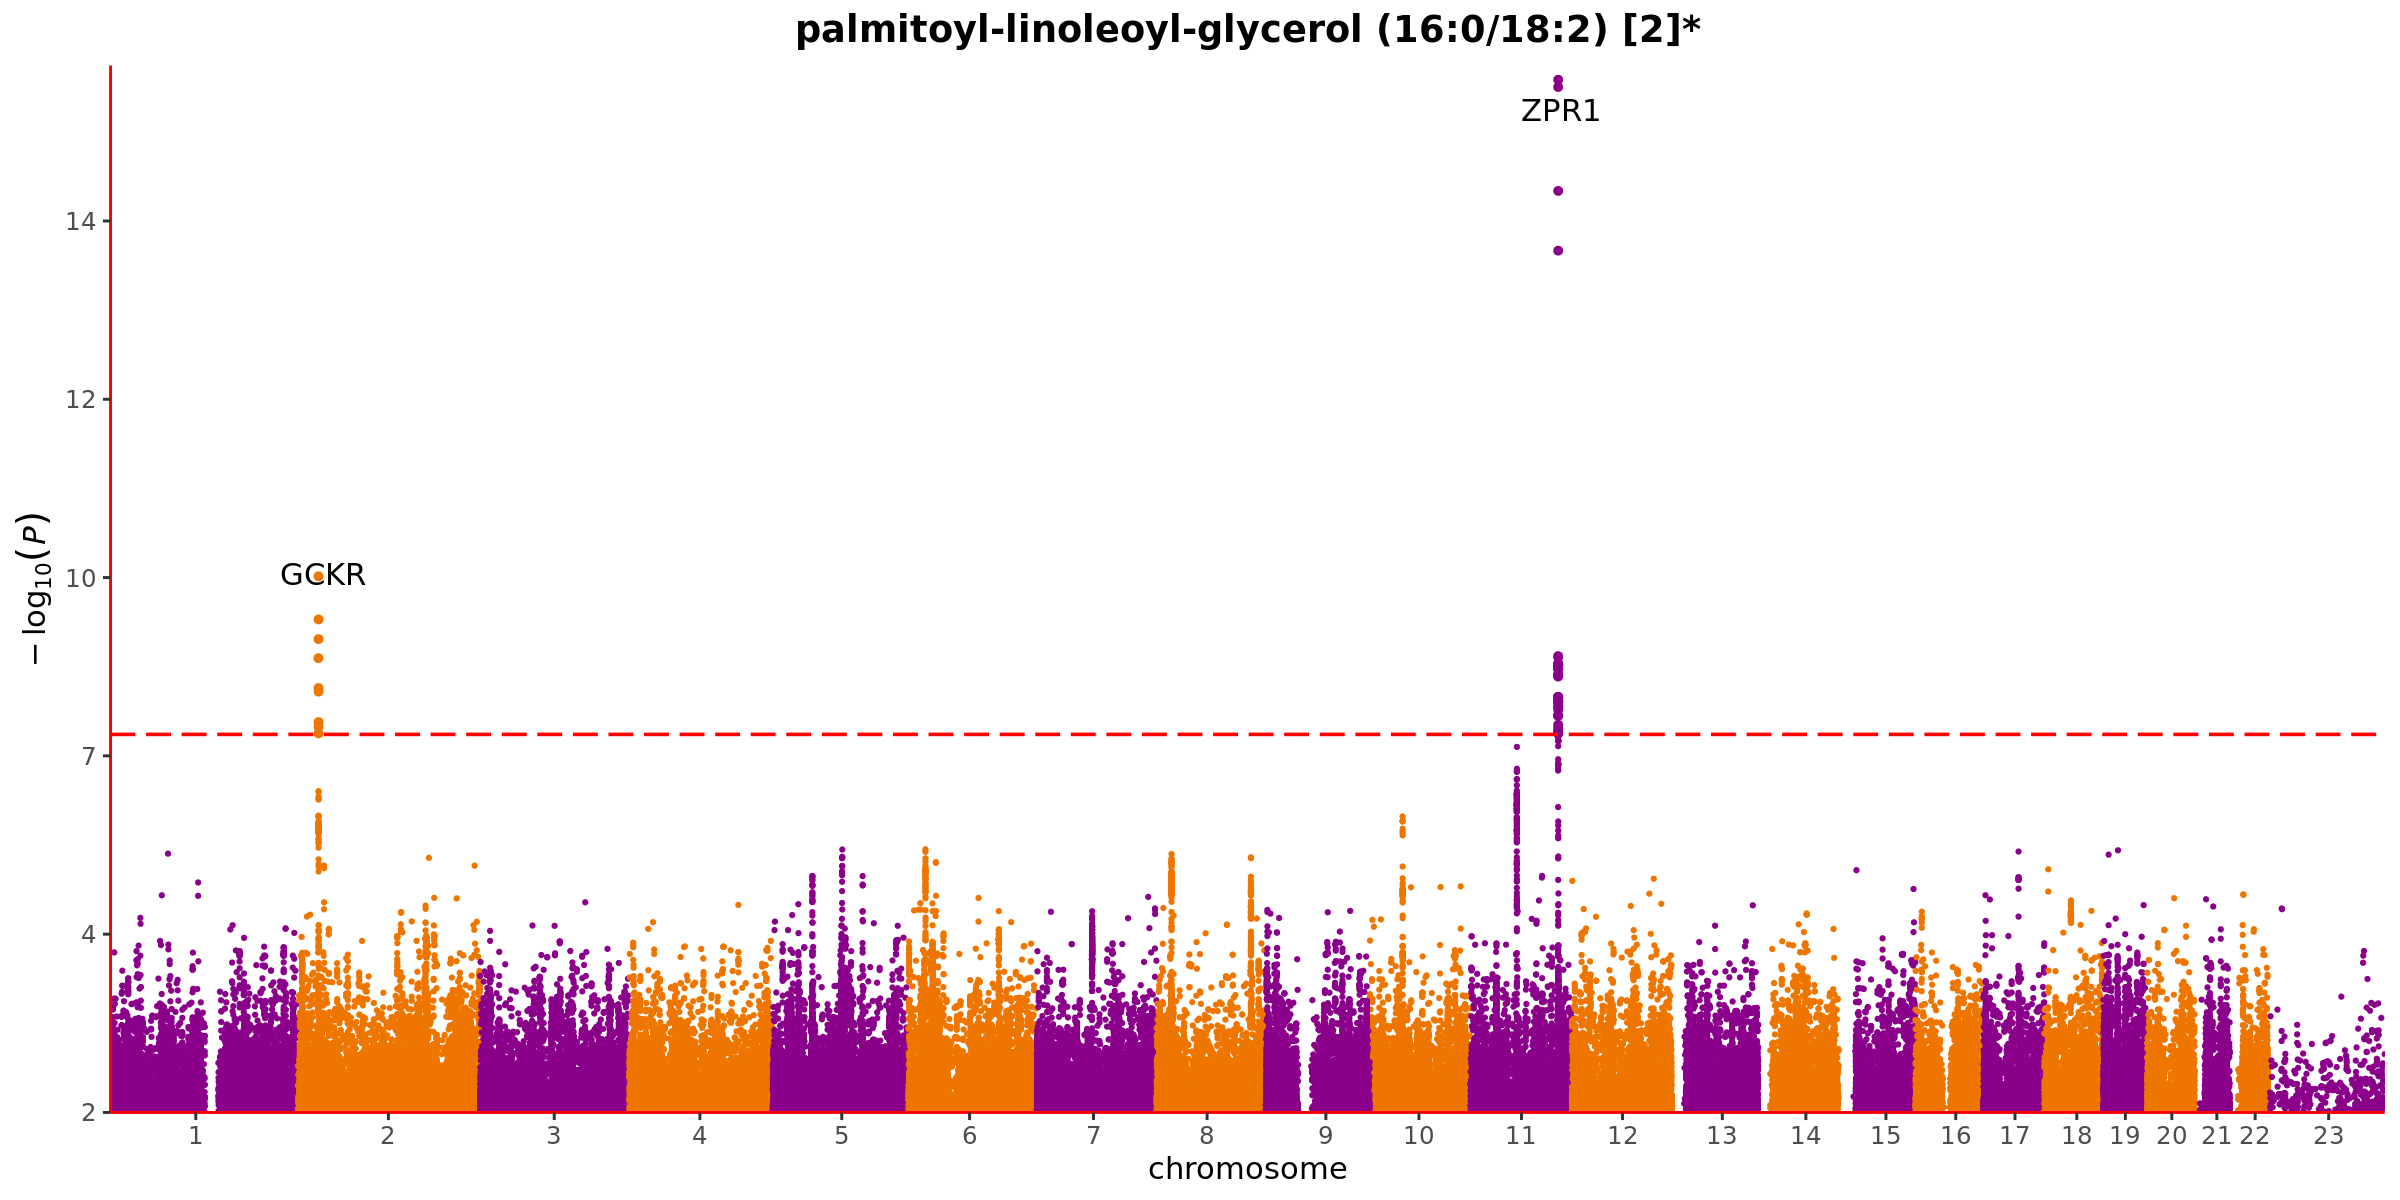 palmitoyl-linoleoyl-glycerol (16:0/18:2) [2]*
ZPR1
14
12
GCKR
10
7
4
2
− log10(P)
1 2 3 4 5 6 7 8 9 10 11 12 13 14 15 16 17 18 19 20 21 22 23
chromosome